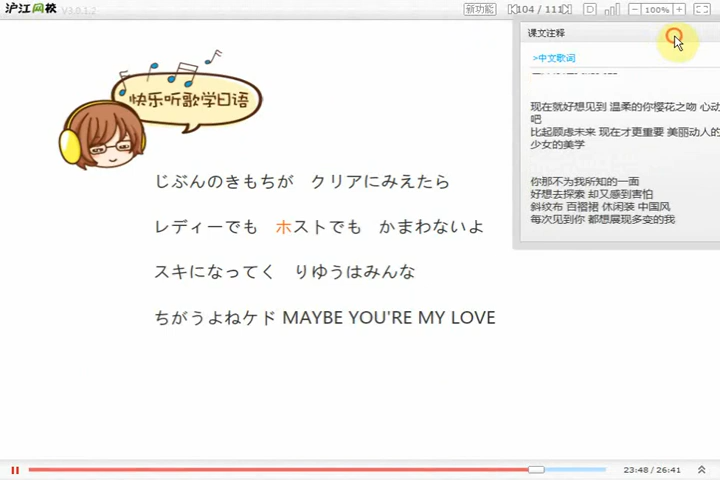 沪江网校 V3.0.1.2
新功能 104 / 111 D 100%
课文注释
>中文歌词
快乐听歌学日语
现在就好想见到 温柔的你樱花之吻 心动
吧
比起顾虑未来 现在才更重要 美丽动人的
少女的美学
你那不为我所知的一面
好想去探索 却又感到害怕
斜纹布 百褶裙 休闲装 中国风
每次见到你 都想展现多变的我
じぶんのきもちが クリアにみえたら
レディーでも ホストでも かまわないよ
スキになってく りゆうはみんな
ちがうよねケド MAYBE YOU'RE MY LOVE
23:48 / 26:41